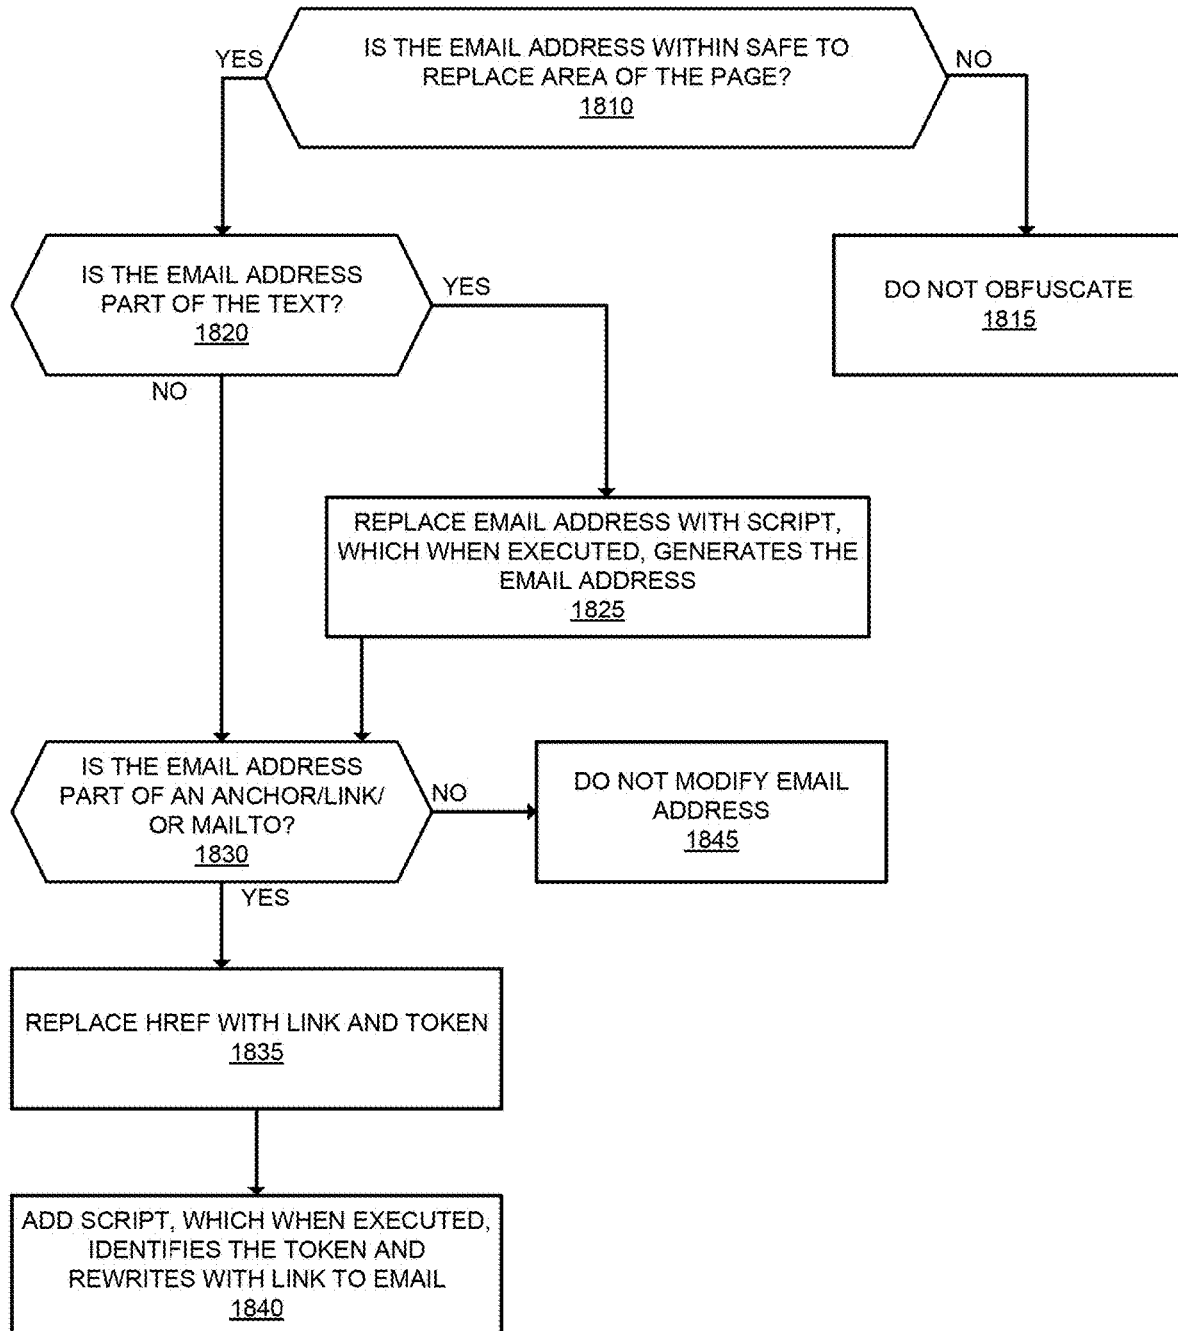 IS THE EMAIL ADDRESS WITHIN SAFE TO
REPLACE AREA OF THE PAGE?
1810
YES
NO
IS THE EMAIL ADDRESS
PART OF THE TEXT?
1820
YES
NO
DO NOT OBFUSCATE
1815
REPLACE EMAIL ADDRESS WITH SCRIPT,
WHICH WHEN EXECUTED, GENERATES THE
EMAIL ADDRESS
1825
IS THE EMAIL ADDRESS
PART OF AN ANCHOR/LINK/
OR MAILTO?
1830
NO
YES
DO NOT MODIFY EMAIL
ADDRESS
1845
REPLACE HREF WITH LINK AND TOKEN
1835
ADD SCRIPT, WHICH WHEN EXECUTED,
IDENTIFIES THE TOKEN AND
REWRITES WITH LINK TO EMAIL
1840